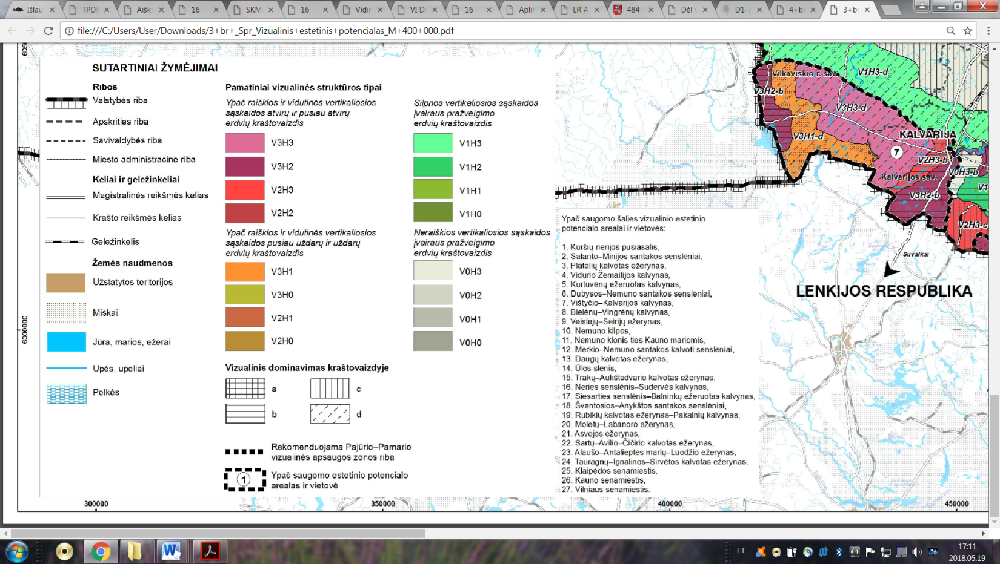 Išlau
TPDF
Aiški
16
SKM
16
Vidin
VI D
16
Aplin
LR A
484
Dėl
D1-7
4+b
3+br
file:///C:/Users/User/Downloads/3+br+_Spr_Vizualinis+estetinis+potencialas_M+400+000.pdf
SUTARTINIAI ŽYMĖJIMAI
Ribos
Valstybės riba
Apskrities riba
Savivaldybės riba
Miesto administracinė riba
Keliai ir geležinkeliai
Magistralinės reikšmės kelias
Krašto reikšmės kelias
Geležinkelis
Žemės naudmenos
Užstatytos teritorijos
Miškai
Jūra, marios, ežerai
Upės, upeliai
Pelkės
Pamatiniai vizualinės struktūros tipai
Ypač raiškios ir vidutinės vertikaliosios
sąskaidos atvirų ir pusiau atvirų
erdvių kraštovaizdis
V3H3
V3H2
V2H3
V2H2
Ypač raiškios ir vidutinės vertikaliosios
sąskaidos pusiau uždarų ir uždarų
erdvių kraštovaizdis
V3H1
V3H0
V2H1
V2H0
Silpnos vertikaliosios sąskaidos
įvairaus pražvelgimo
erdvių kraštovaizdis
V1H3
V1H2
V1H1
V1H0
Neraiškios vertikaliosios sąskaidos
įvairaus pražvelgimo
erdvių kraštovaizdis
V0H3
V0H2
V0H1
V0H0
Vizualinis dominavimas kraštovaizdyje
a
c
b
d
Rekomenduojama Pajūrio–Pamario
vizualinės apsaugos zonos riba
1
Ypač saugomo estetinio potencialo
arealas ir vietovė
Ypač saugomo šalies vizualinio estetinio
potencialo arealai ir vietovės:
1. Kuršių nerijos pusiasalis,
2. Salanto–Minijos santakos slėniai,
3. Platelių kalvotas ežerynas,
4. Vidurio Žemaitijos kalvynas,
5. Kurtuvėnų ežeruotas kalvynas,
6. Dubysos–Nemuno santakos senslėniai,
7. Vištyčio–Kalvarijos kalvynas,
8. Bielėnų–Vingrėnų kalvynas,
9. Veisiejų–Seirijų ežerynas,
10. Nemuno kilpos,
11. Nemuno klonis ties Kauno mariomis,
12. Merkio–Nemuno santakos kalvoti senslėniai,
13. Daugų kalvotas ežerynas,
14. Ūlos slėnis,
15. Trakų–Aukštadvario kalvotas ežerynas,
16. Neries senslėnis–Sudervės kalvynas,
17. Siesarties senslėnis–Balninkų ežeruotas kalvynas,
18. Šventosios–Anykštos santakos senslėniai,
19. Rubikių kalvotas ežerynas–Pakalnių kalvynas,
20. Molėtų–Labanoro ežerynas,
21. Asvejos ežerynas,
22. Sartų–Avilio–Čičirio kalvotas ežerynas,
23. Alaušo–Antalieptės marių–Luodžio ežerynas,
24. Tauragnų–Ignalinos–Sirvėtos kalvotas ežerynas,
25. Klaipėdos senamiestis,
26. Kauno senamiestis,
27. Vilniaus senamiestis.
Vilkaviškio r. sav.
V1H3-d
V3H2-b
V3H3-d
V3H1-d
KALVARIJA
7
V2H3-b
V0H3-b
Kalvarijos sav.
V1
V3H2-b
V2H3-c
Suvalkai
LENKIJOS RESPUBLIKA
6000000
300000
350000
400000
450000
LT
17:11
2018.05.19